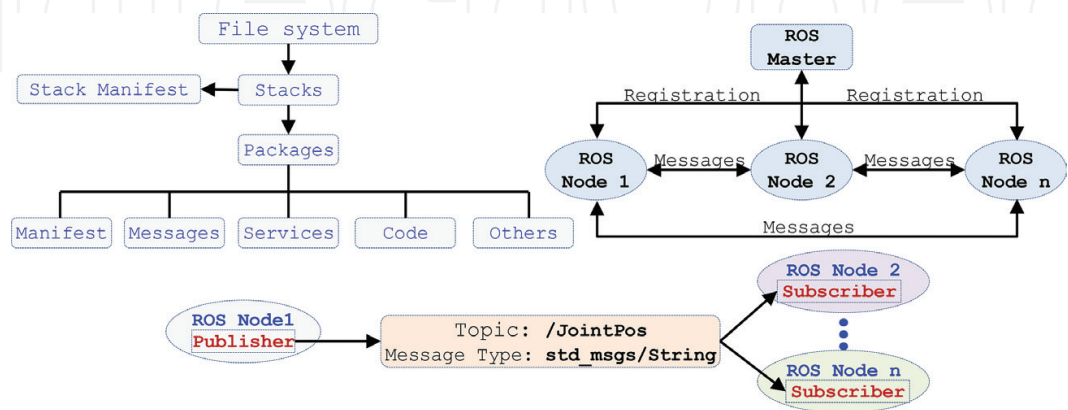 File system
Stack Manifest
Stacks
Packages
Manifest
Messages
Services
Code
Others
ROS
Master
Registration
Registration
ROS
Node 1
Messages
ROS
Node 2
Messages
ROS
Node n
Messages
ROS Node1
Publisher
Topic: /JointPos
Message Type: std_msgs/String
ROS Node 2
Subscriber
ROS Node n
Subscriber